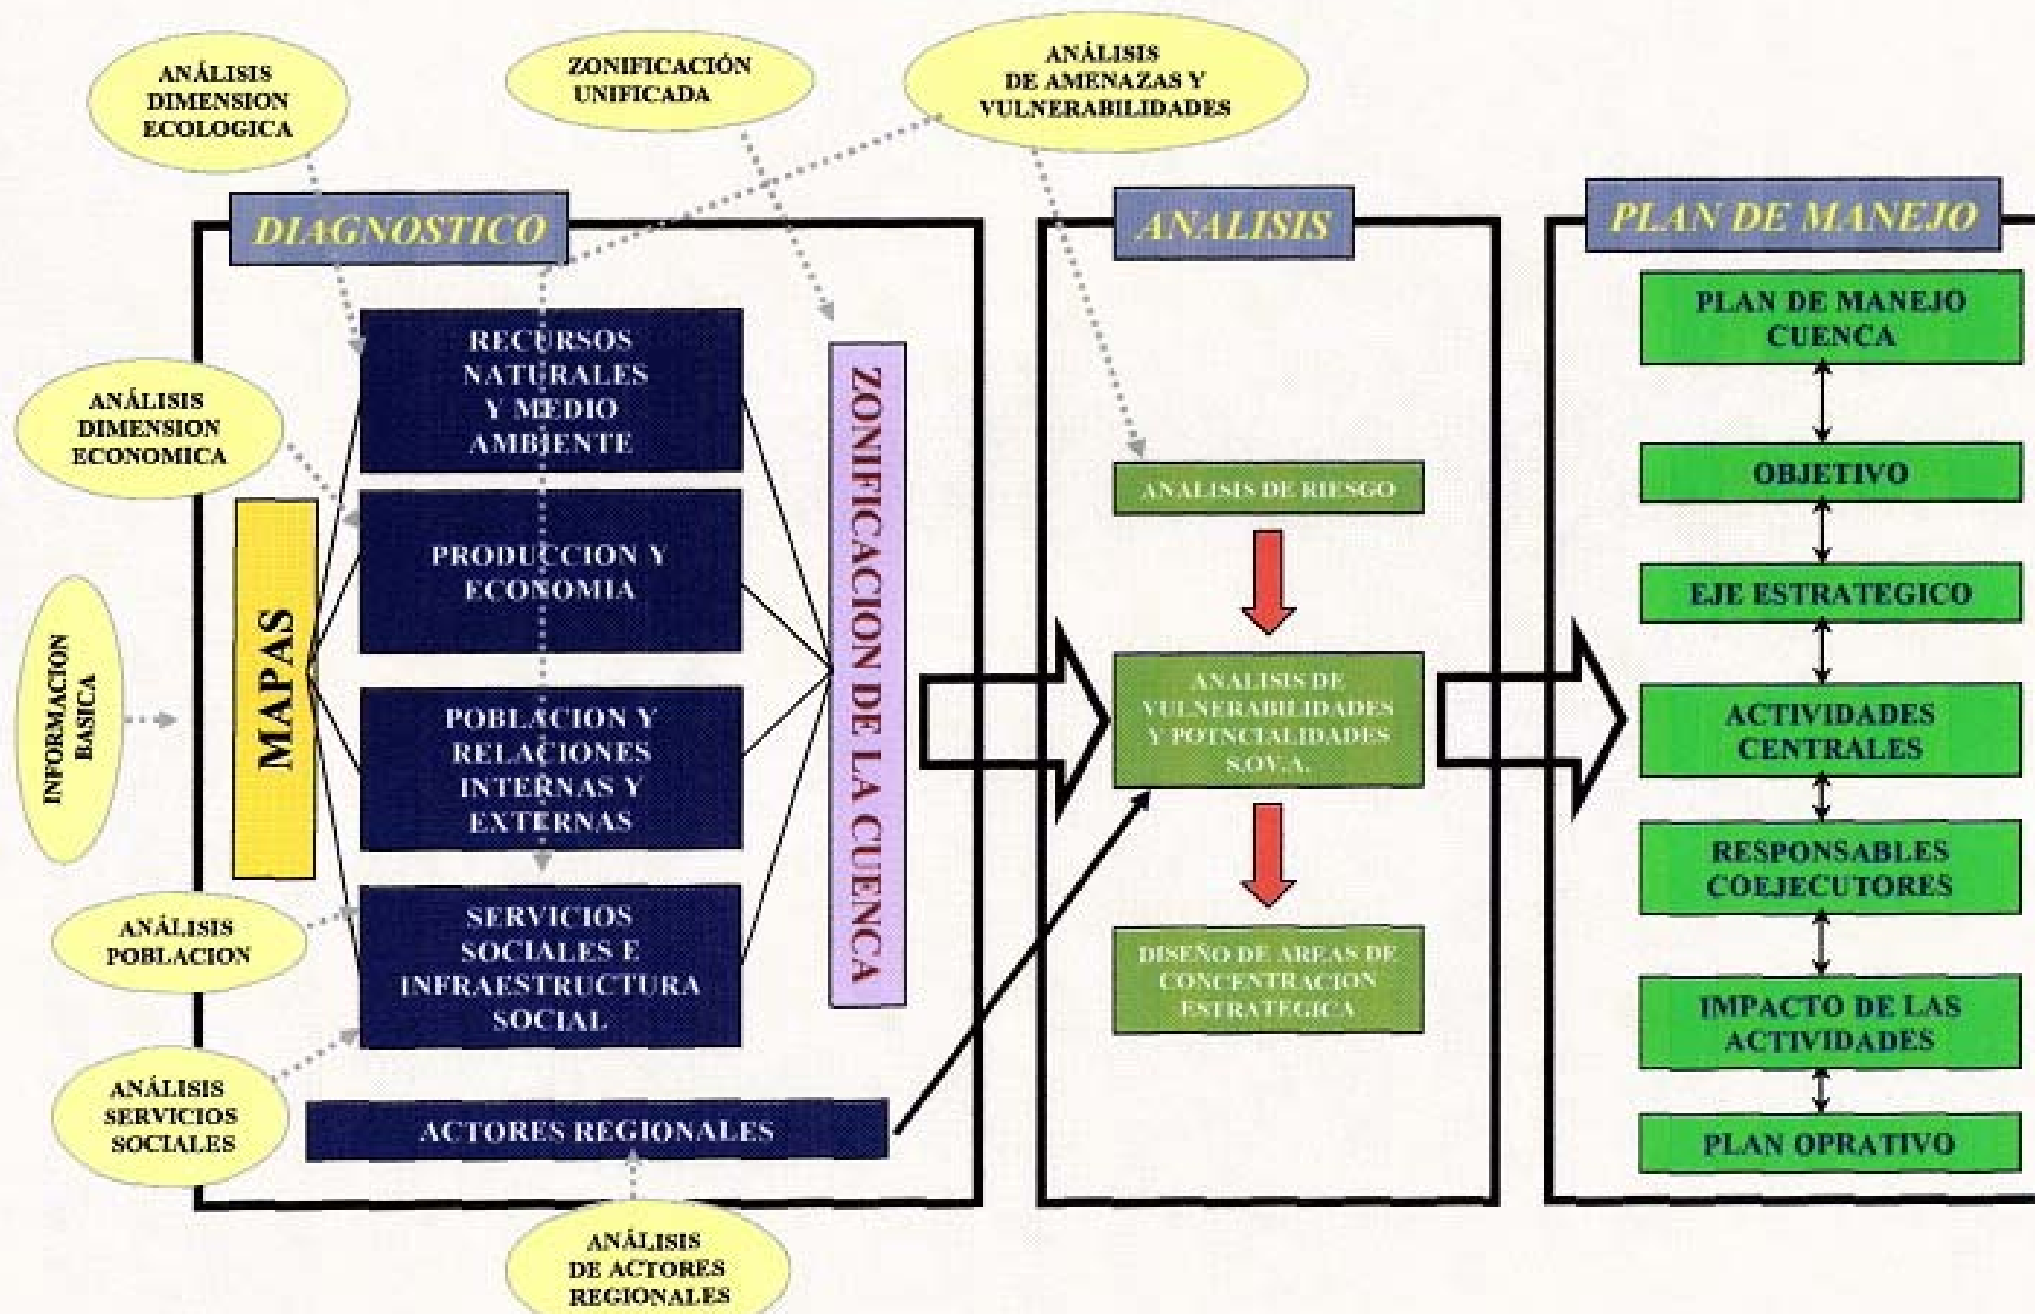 ANÁLISIS
DIMENSION
ECOLOGICA
ZONIFICACIÓN
UNIFICADA
ANÁLISIS
DE AMENAZAS Y
VULNERABILIDADES
DIAGNOSTICO
ANALISIS
PLAN DE MANEJO
ANÁLISIS
DIMENSION
ECONOMICA
INFORMACION
BASICA
ANÁLISIS
POBLACION
ANÁLISIS
SERVICIOS
SOCIALES
MAPAS
RECURSOS
NATURALES
Y MEDIO
AMBIENTE
PRODUCCION Y
ECONOMIA
POBLACION Y
RELACIONES
INTERNAS Y
EXTERNAS
SERVICIOS
SOCIALES E
INFRAESTRUCTURA
SOCIAL
ACTORES REGIONALES
ANÁLISIS
DE ACTORES
REGIONALES
ZONIFICACION DE LA CUENCA
ANALISIS DE RIESGO
ANALISIS DE
VULNERABILIDADES
Y POTNCIALIDADES
S.OV.A.
DISEÑO DE AREAS DE
CONCENTRACION
ESTRATEGICA
PLAN DE MANEJO
CUENCA
OBJETIVO
EJE ESTRATEGICO
ACTIVIDADES
CENTRALES
RESPONSABLES
COEJECUTORES
IMPACTO DE LAS
ACTIVIDADES
PLAN OPRATIVO